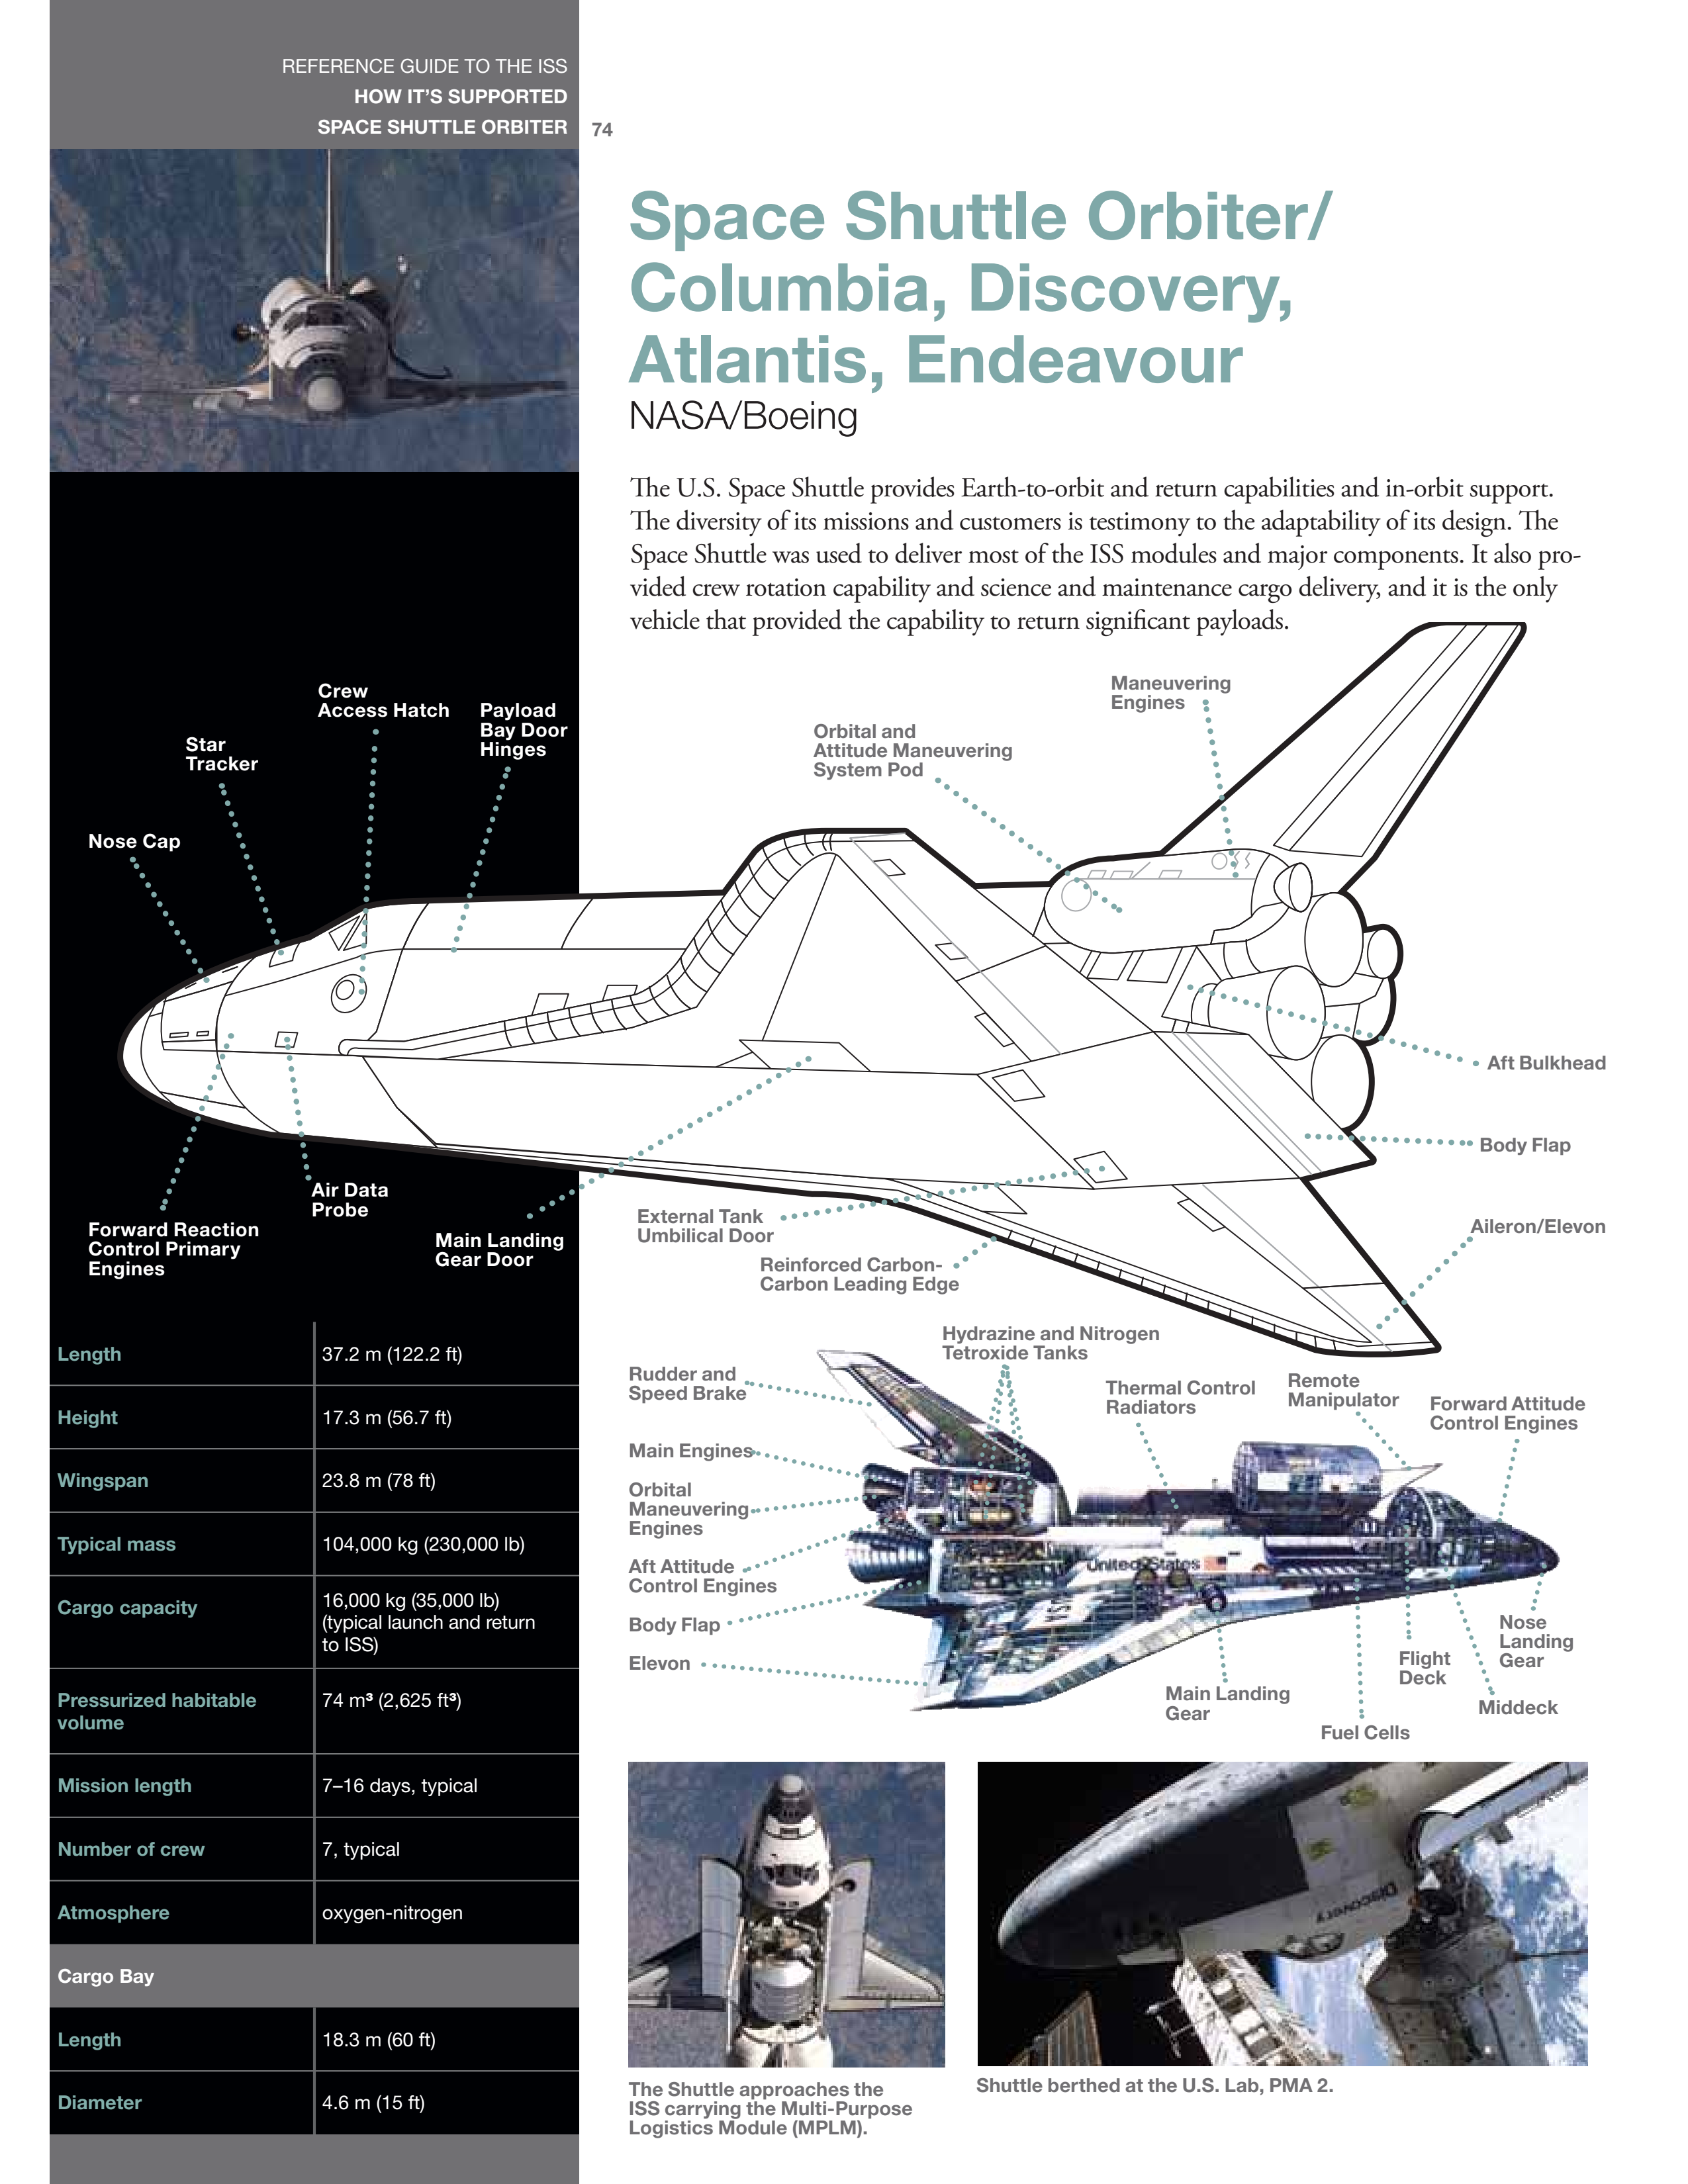 REFERENCE GUIDE TO THE ISS
HOW IT'S SUPPORTED
SPACE SHUTTLE ORBITER
74
Space Shuttle Orbiter/
Columbia, Discovery,
Atlantis, Endeavour
NASA/Boeing
The U.S. Space Shuttle provides Earth-to-orbit and return capabilities and in-orbit support.
The diversity of its missions and customers is testimony to the adaptability of its design. The
Space Shuttle was used to deliver most of the ISS modules and major components. It also pro-
vided crew rotation capability and science and maintenance cargo delivery, and it is the only
vehicle that provided the capability to return significant payloads.
Crew
Access Hatch
Payload
Bay Door
Hinges
Star
Tracker
Nose Cap
Maneuvering
Engines
Orbital and
Attitude Maneuvering
System Pod
Aft Bulkhead
Body Flap
Aileron/Elevon
Air Data
Probe
Forward Reaction
Control Primary
Engines
Main Landing
Gear Door
External Tank
Umbilical Door
Reinforced Carbon-
Carbon Leading Edge
Length 37.2 m (122.2 ft)
Height 17.3 m (56.7 ft)
Wingspan 23.8 m (78 ft)
Typical mass 104,000 kg (230,000 lb)
Cargo capacity 16,000 kg (35,000 lb)
(typical launch and return
to ISS)
Pressurized habitable
volume 74 m³ (2,625 ft³)
Mission length 7–16 days, typical
Number of crew 7, typical
Atmosphere oxygen-nitrogen
Cargo Bay
Length 18.3 m (60 ft)
Diameter 4.6 m (15 ft)
Hydrazine and Nitrogen
Tetroxide Tanks
Rudder and
Speed Brake
Thermal Control
Radiators
Remote
Manipulator
Forward Attitude
Control Engines
Main Engines
Orbital
Maneuvering
Engines
Aft Attitude
Control Engines
Body Flap
Elevon
United States
Main Landing
Gear
Fuel Cells
Flight
Deck
Middeck
Nose
Landing
Gear
Discovery
The Shuttle approaches the
ISS carrying the Multi-Purpose
Logistics Module (MPLM).
Shuttle berthed at the U.S. Lab, PMA 2.